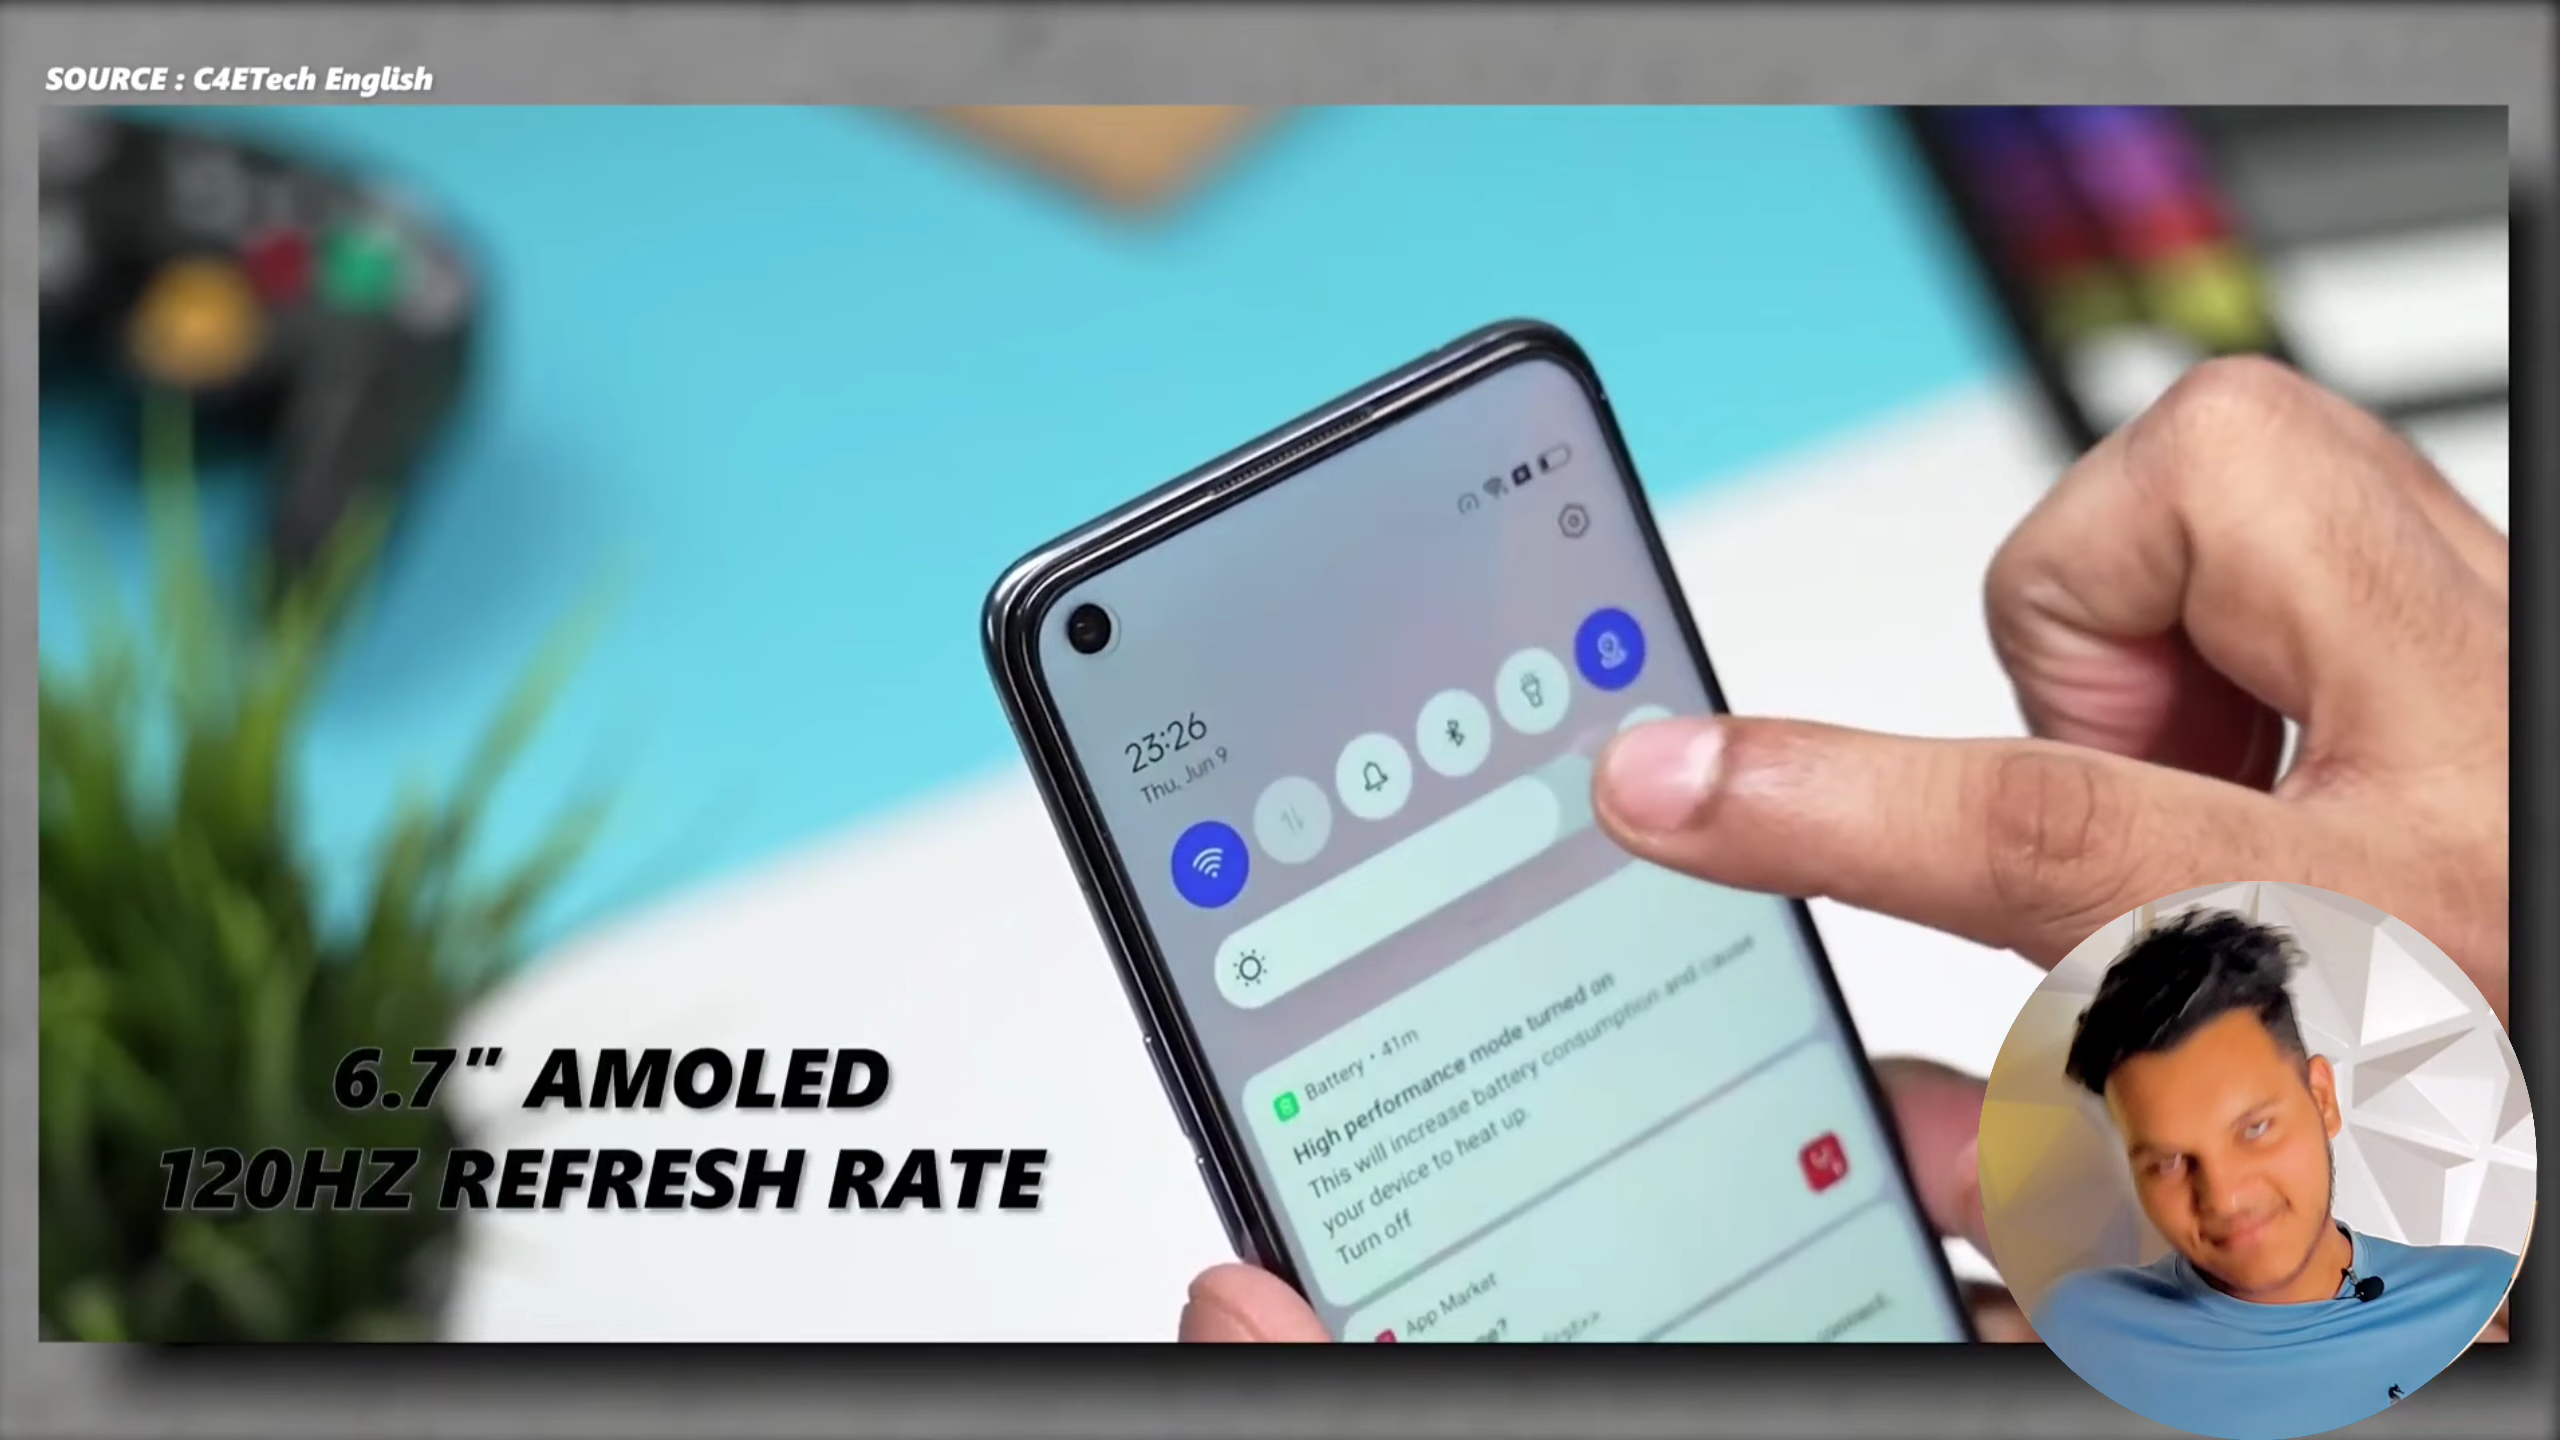 SOURCE : C4ETech English
23:26
Thu, Jun 9
Battery • 41m
High performance mode turned on
This will increase battery consumption and cause
your device to heat up.
Turn off
App Market
6.7" AMOLED
120HZ REFRESH RATE